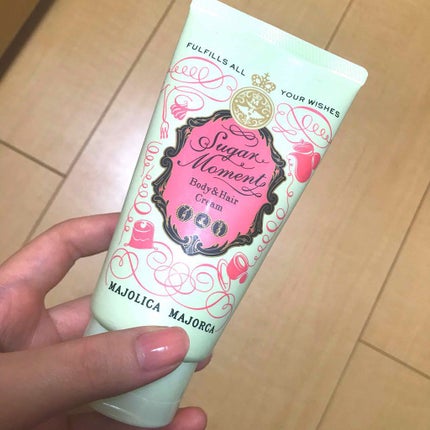 FULFILLS ALL YOUR WISHES
Sugar
Moment
Body & Hair
Cream
MAJOLICA MAJORCA